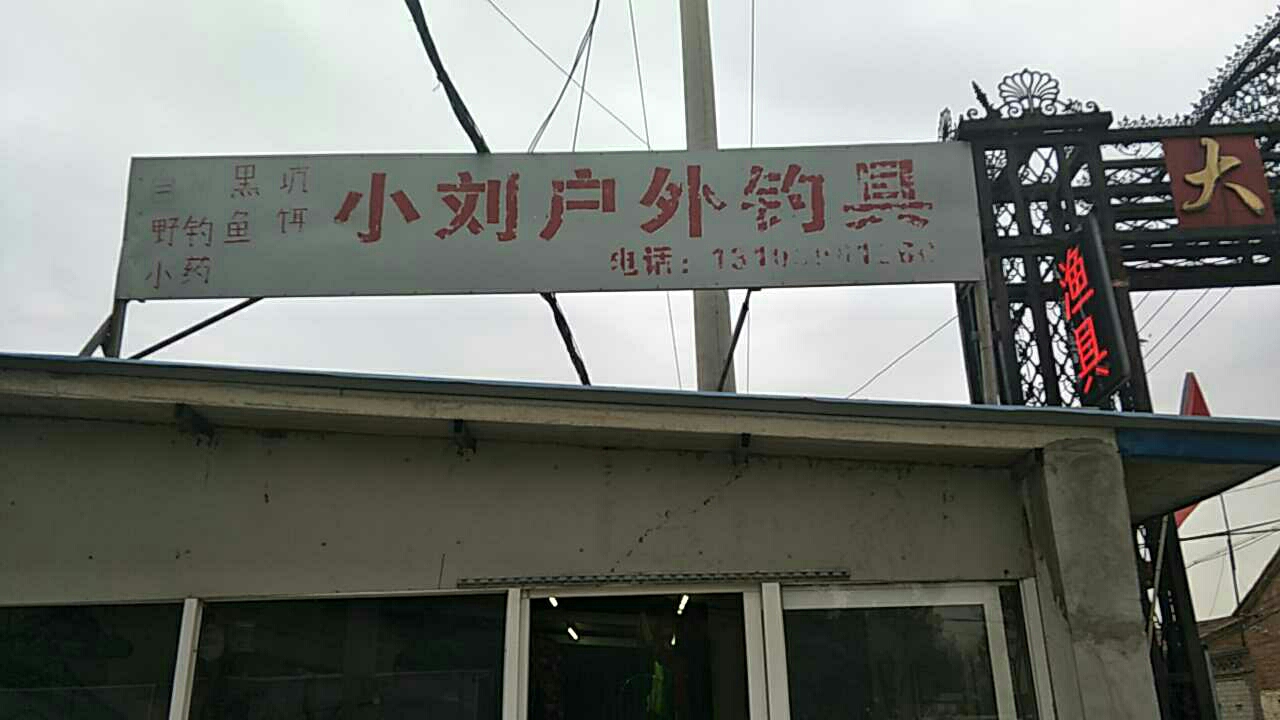 黑 坑
野钓鱼 饵
小药
小刘户外钓具
电话：
大
渔具